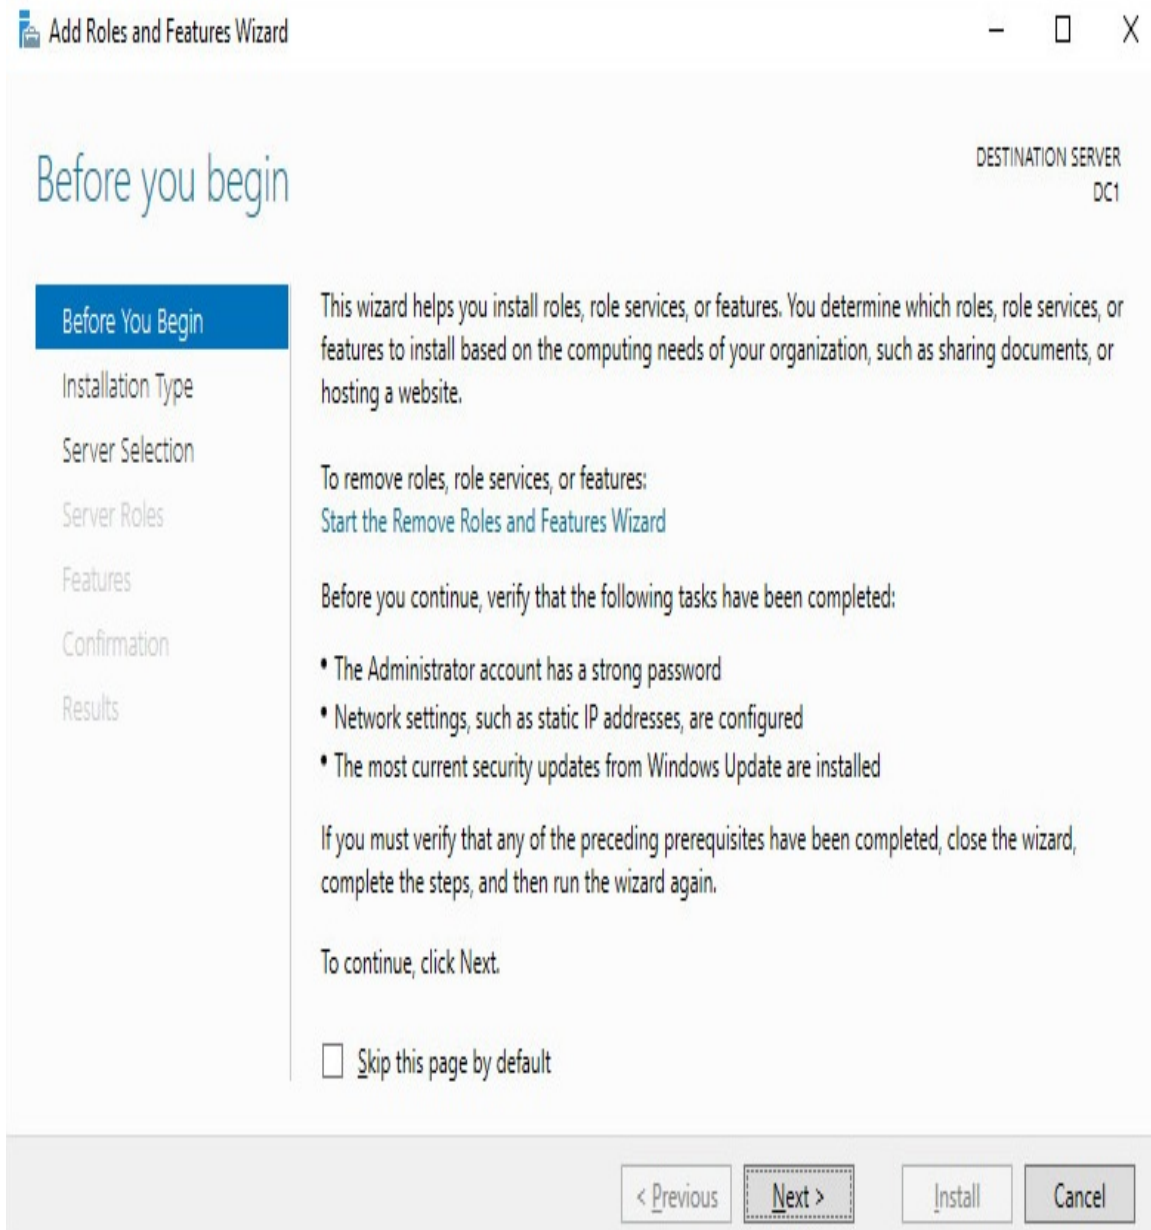 Add Roles and Features Wizard
Before you begin
DESTINATION SERVER
DC1
Before You Begin
Installation Type
Server Selection
Server Roles
Features
Confirmation
Results
This wizard helps you install roles, role services, or features. You determine which roles, role services, or
features to install based on the computing needs of your organization, such as sharing documents, or
hosting a website.
To remove roles, role services, or features:
Start the Remove Roles and Features Wizard
Before you continue, verify that the following tasks have been completed:
• The Administrator account has a strong password
• Network settings, such as static IP addresses, are configured
• The most current security updates from Windows Update are installed
If you must verify that any of the preceding prerequisites have been completed, close the wizard,
complete the steps, and then run the wizard again.
To continue, click Next.
Skip this page by default
< Previous
Next >
Install
Cancel